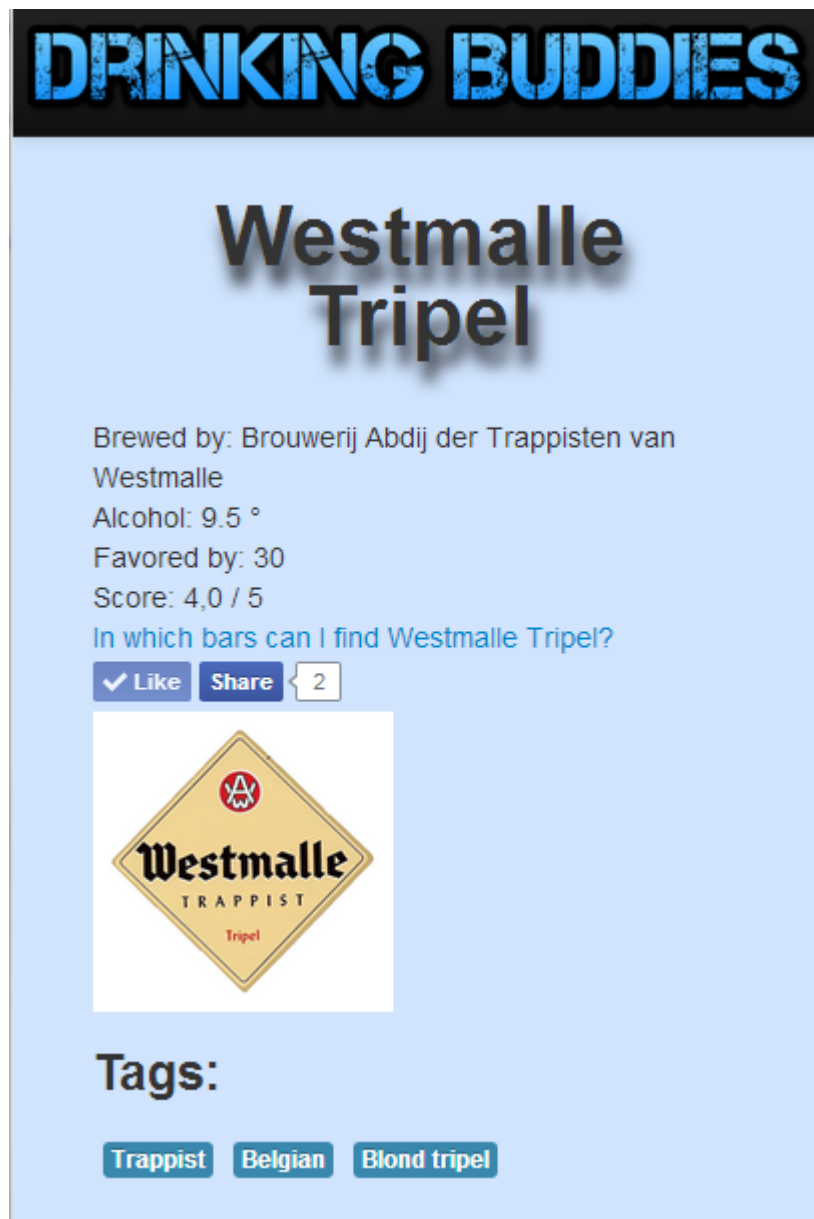 DRINKING BUDDIES
Westmalle
Tripel
Brewed by: Brouwerij Abdij der Trappisten van
Westmalle
Alcohol: 9.5 °
Favored by: 30
Score: 4,0 / 5
In which bars can I find Westmalle Tripel?
Like Share 2
Westmalle
TRAPPIST
Tripel
Tags:
Trappist Belgian Blond tripel